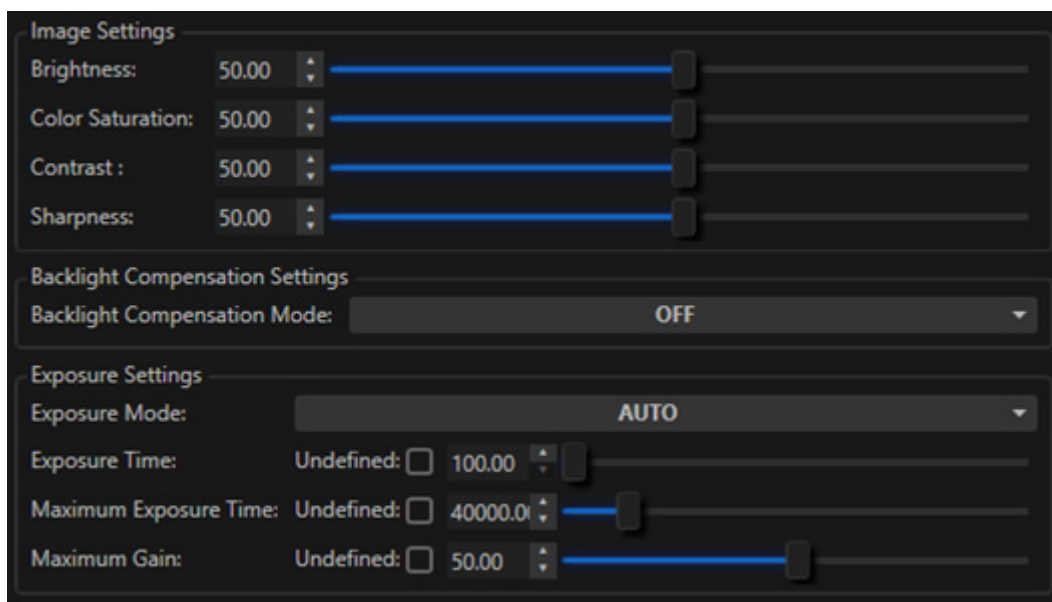 Image Settings
Brightness: 50.00
Color Saturation: 50.00
Contrast : 50.00
Sharpness: 50.00
Backlight Compensation Settings
Backlight Compensation Mode: OFF
Exposure Settings
Exposure Mode: AUTO
Exposure Time: Undefined: 100.00
Maximum Exposure Time: Undefined: 40000.0
Maximum Gain: Undefined: 50.00